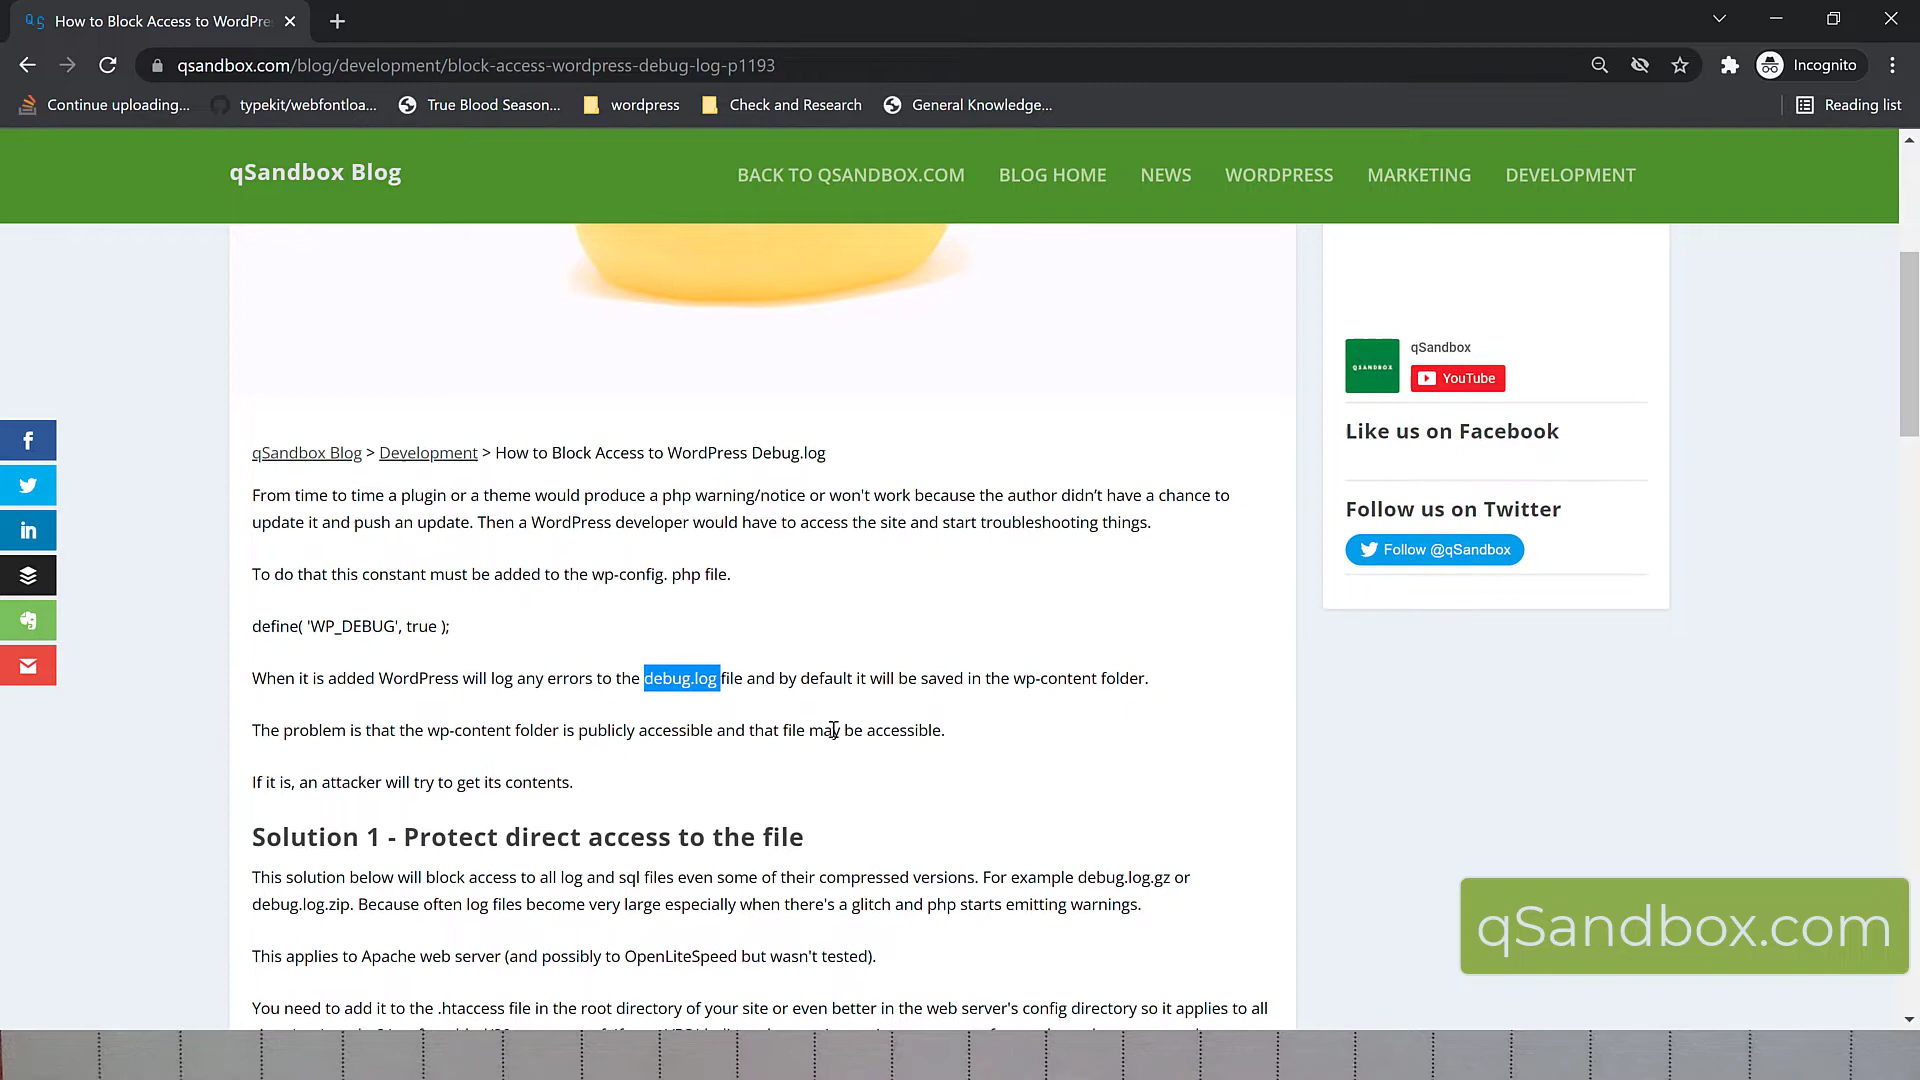 QS How to Block Access to WordPre
qsandbox.com/blog/development/block-access-wordpress-debug-log-p1193
Incognito
Continue uploading...
typekit/webfontloa...
True Blood Season...
wordpress
Check and Research
General Knowledge...
Reading list
qSandbox Blog
BACK TO QSANDBOX.COM
BLOG HOME
NEWS
WORDPRESS
MARKETING
DEVELOPMENT
QSANDBOX
qSandbox
YouTube
Like us on Facebook
Follow us on Twitter
Follow @qSandbox
qSandbox Blog > Development > How to Block Access to WordPress Debug.log
From time to time a plugin or a theme would produce a php warning/notice or won't work because the author didn’t have a chance to
update it and push an update. Then a WordPress developer would have to access the site and start troubleshooting things.
To do that this constant must be added to the wp-config. php file.
define( 'WP_DEBUG', true );
When it is added WordPress will log any errors to the debug.log file and by default it will be saved in the wp-content folder.
The problem is that the wp-content folder is publicly accessible and that file may be accessible.
If it is, an attacker will try to get its contents.
Solution 1 - Protect direct access to the file
This solution below will block access to all log and sql files even some of their compressed versions. For example debug.log.gz or
debug.log.zip. Because often log files become very large especially when there's a glitch and php starts emitting warnings.
This applies to Apache web server (and possibly to OpenLiteSpeed but wasn't tested).
You need to add it to the .htaccess file in the root directory of your site or even better in the web server's config directory so it applies to all
qSandbox.com